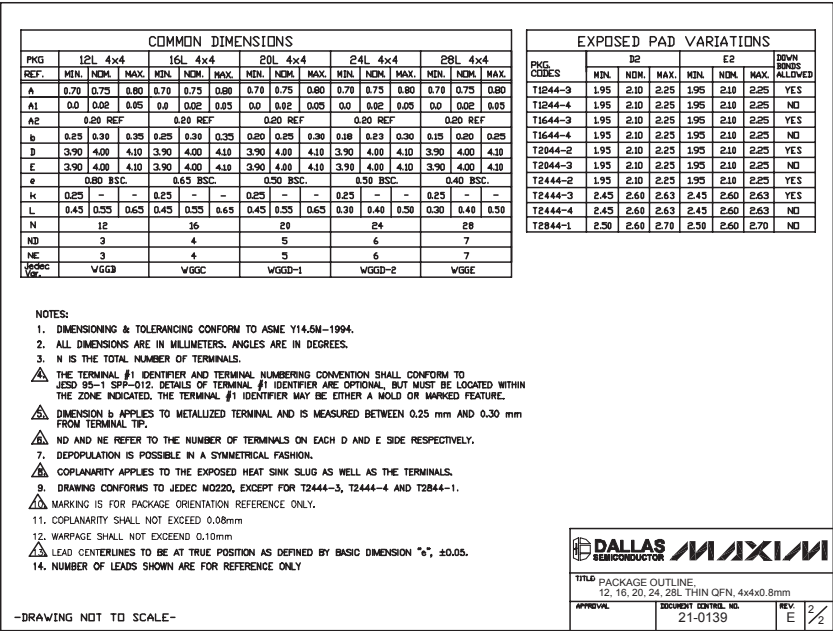 COMMON DIMENSIONS
PKG 12L 4x4 16L 4x4 20L 4x4 24L 4x4 28L 4x4
REF. MIN. NOM. MAX. MIN. NOM. MAX. MIN. NOM. MAX. MIN. NOM. MAX. MIN. NOM. MAX.
A 0.70 0.75 0.80 0.70 0.75 0.80 0.70 0.75 0.80 0.70 0.75 0.80 0.70 0.75 0.80
A1 0.0 0.02 0.05 0.0 0.02 0.05 0.0 0.02 0.05 0.0 0.02 0.05 0.0 0.02 0.05
A2 0.20 REF 0.20 REF 0.20 REF 0.20 REF 0.20 REF
b 0.25 0.30 0.35 0.25 0.30 0.35 0.20 0.25 0.30 0.18 0.23 0.30 0.15 0.20 0.25
D 3.90 4.00 4.10 3.90 4.00 4.10 3.90 4.00 4.10 3.90 4.00 4.10 3.90 4.00 4.10
E 3.90 4.00 4.10 3.90 4.00 4.10 3.90 4.00 4.10 3.90 4.00 4.10 3.90 4.00 4.10
e 0.80 BSC. 0.65 BSC. 0.50 BSC. 0.50 BSC. 0.40 BSC.
k 0.25 - - 0.25 - - 0.25 - - 0.25 - - 0.25 - -
L 0.45 0.55 0.65 0.45 0.55 0.65 0.45 0.55 0.65 0.30 0.40 0.50 0.30 0.40 0.50
N 12 16 20 24 28
ND 3 4 5 6 7
NE 3 4 5 6 7
Jedec Var. WGGB WGGC WGGD-1 WGGD-2 WGGE
EXPOSED PAD VARIATIONS
PKG. CODES D2 E2 DOWN BONDS ALLOWED
MIN. NOM. MAX. MIN. NOM. MAX.
T1244-3 1.95 2.10 2.25 1.95 2.10 2.25 YES
T1244-4 1.95 2.10 2.25 1.95 2.10 2.25 NO
T1644-3 1.95 2.10 2.25 1.95 2.10 2.25 YES
T1644-4 1.95 2.10 2.25 1.95 2.10 2.25 NO
T2044-2 1.95 2.10 2.25 1.95 2.10 2.25 YES
T2044-3 1.95 2.10 2.25 1.95 2.10 2.25 NO
T2444-2 1.95 2.10 2.25 1.95 2.10 2.25 YES
T2444-3 2.45 2.60 2.63 2.45 2.60 2.63 YES
T2444-4 2.45 2.60 2.63 2.45 2.60 2.63 NO
T2844-1 2.50 2.60 2.70 2.50 2.60 2.70 NO
NOTES:
1. DIMENSIONING & TOLERANCING CONFORM TO ASME Y14.5M-1994.
2. ALL DIMENSIONS ARE IN MILLIMETERS. ANGLES ARE IN DEGREES.
3. N IS THE TOTAL NUMBER OF TERMINALS.
4. THE TERMINAL #1 IDENTIFIER AND TERMINAL NUMBERING CONVENTION SHALL CONFORM TO
JESD 95-1 SPP-012. DETAILS OF TERMINAL #1 IDENTIFIER ARE OPTIONAL, BUT MUST BE LOCATED WITHIN
THE ZONE INDICATED. THE TERMINAL #1 IDENTIFIER MAY BE EITHER A MOLD OR MARKED FEATURE.
5. DIMENSION b APPLIES TO METALLIZED TERMINAL AND IS MEASURED BETWEEN 0.25 mm AND 0.30 mm
FROM TERMINAL TIP.
6. ND AND NE REFER TO THE NUMBER OF TERMINALS ON EACH D AND E SIDE RESPECTIVELY.
7. DEPOPULATION IS POSSIBLE IN A SYMMETRICAL FASHION.
8. COPLANARITY APPLIES TO THE EXPOSED HEAT SINK SLUG AS WELL AS THE TERMINALS.
9. DRAWING CONFORMS TO JEDEC MO220, EXCEPT FOR T2444-3, T2444-4 AND T2844-1.
10. MARKING IS FOR PACKAGE ORIENTATION REFERENCE ONLY.
11. COPLANARITY SHALL NOT EXCEED 0.08mm
12. WARPAGE SHALL NOT EXCEEND 0.10mm
13. LEAD CENTERLINES TO BE AT TRUE POSITION AS DEFINED BY BASIC DIMENSION "e", ±0.05.
14. NUMBER OF LEADS SHOWN ARE FOR REFERENCE ONLY
-DRAWING NOT TO SCALE-
DALLAS SEMICONDUCTOR MAXIM
TITLE PACKAGE OUTLINE,
12, 16, 20, 24, 28L THIN QFN, 4x4x0.8mm
APPROVAL DOCUMENT CONTROL NO. REV.
21-0139 E 2/2